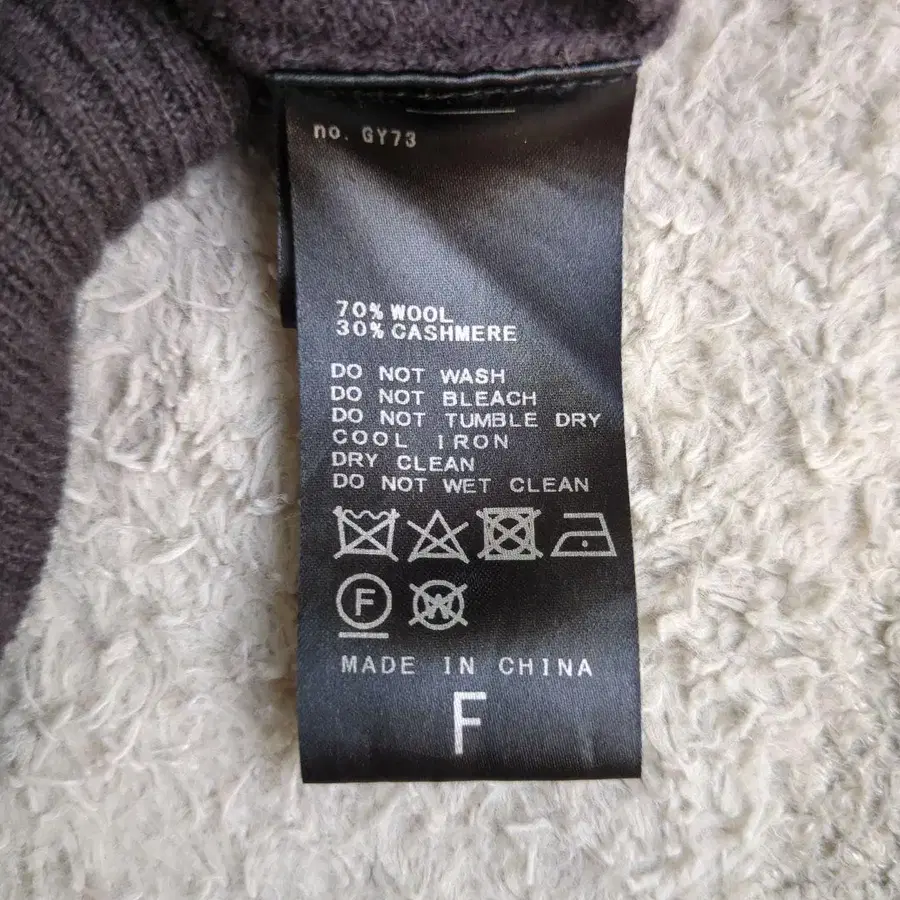 no. GY73
70% WOOL
30% CASHMERE
DO NOT WASH
DO NOT BLEACH
DO NOT TUMBLE DRY
COOL IRON
DRY CLEAN
DO NOT WET CLEAN
F W
MADE IN CHINA
F